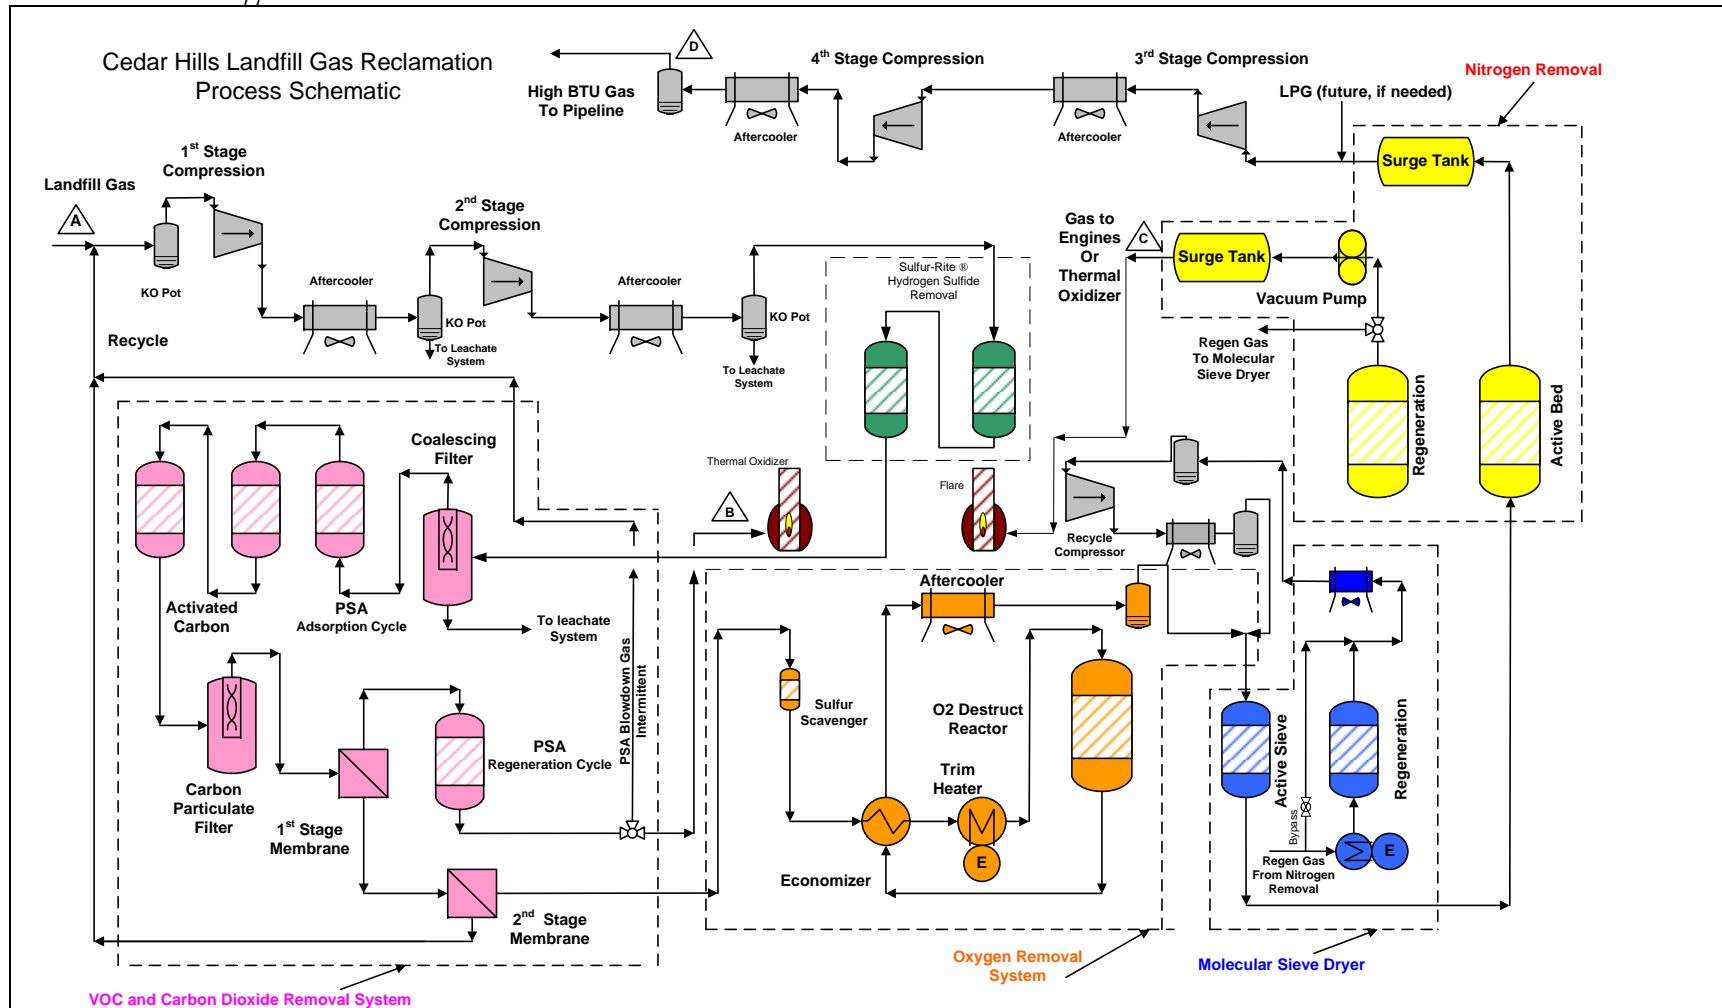 Cedar Hills Landfill Gas Reclamation
Process Schematic
D
High BTU Gas
To Pipeline
4th Stage Compression
Aftercooler
3rd Stage Compression
Aftercooler
LPG (future, if needed)
Nitrogen Removal
Surge Tank
1st Stage
Compression
Landfill Gas
A
KO Pot
Aftercooler
2nd Stage
Compression
KO Pot
To Leachate
System
Aftercooler
KO Pot
To Leachate
System
Recycle
Sulfur-Rite ®
Hydrogen Sulfide
Removal
Gas to
Engines
Or
Thermal
Oxidizer
C
Surge Tank
Vacuum Pump
Regen Gas
To Molecular
Sieve Dryer
Regeneration
Active Bed
Coalescing
Filter
Activated
Carbon
PSA
Adsorption Cycle
To leachate
System
Thermal Oxidizer
B
Flare
Recycle
Compressor
Carbon
Particulate
Filter
1st Stage
Membrane
PSA
Regeneration Cycle
PSA Blowdown Gas
Intermittent
2nd Stage
Membrane
VOC and Carbon Dioxide Removal System
Aftercooler
Sulfur
Scavenger
O2 Destruct
Reactor
Trim
Heater
E
Economizer
Oxygen Removal
System
Active Sieve
Regeneration
Bypass
E
Regen Gas
From Nitrogen
Removal
Molecular Sieve Dryer